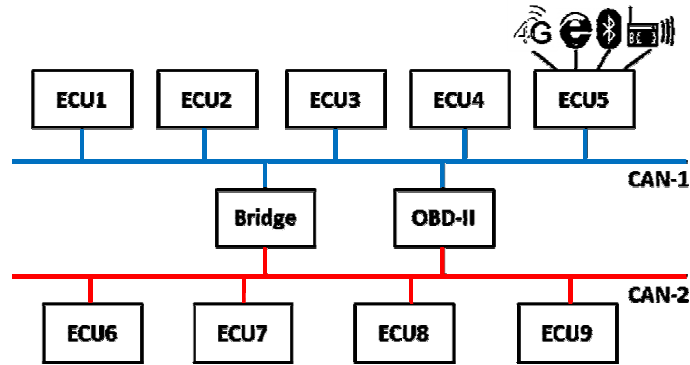 4G
ECU1 ECU2 ECU3 ECU4 ECU5
CAN-1
Bridge OBD-II
CAN-2
ECU6 ECU7 ECU8 ECU9